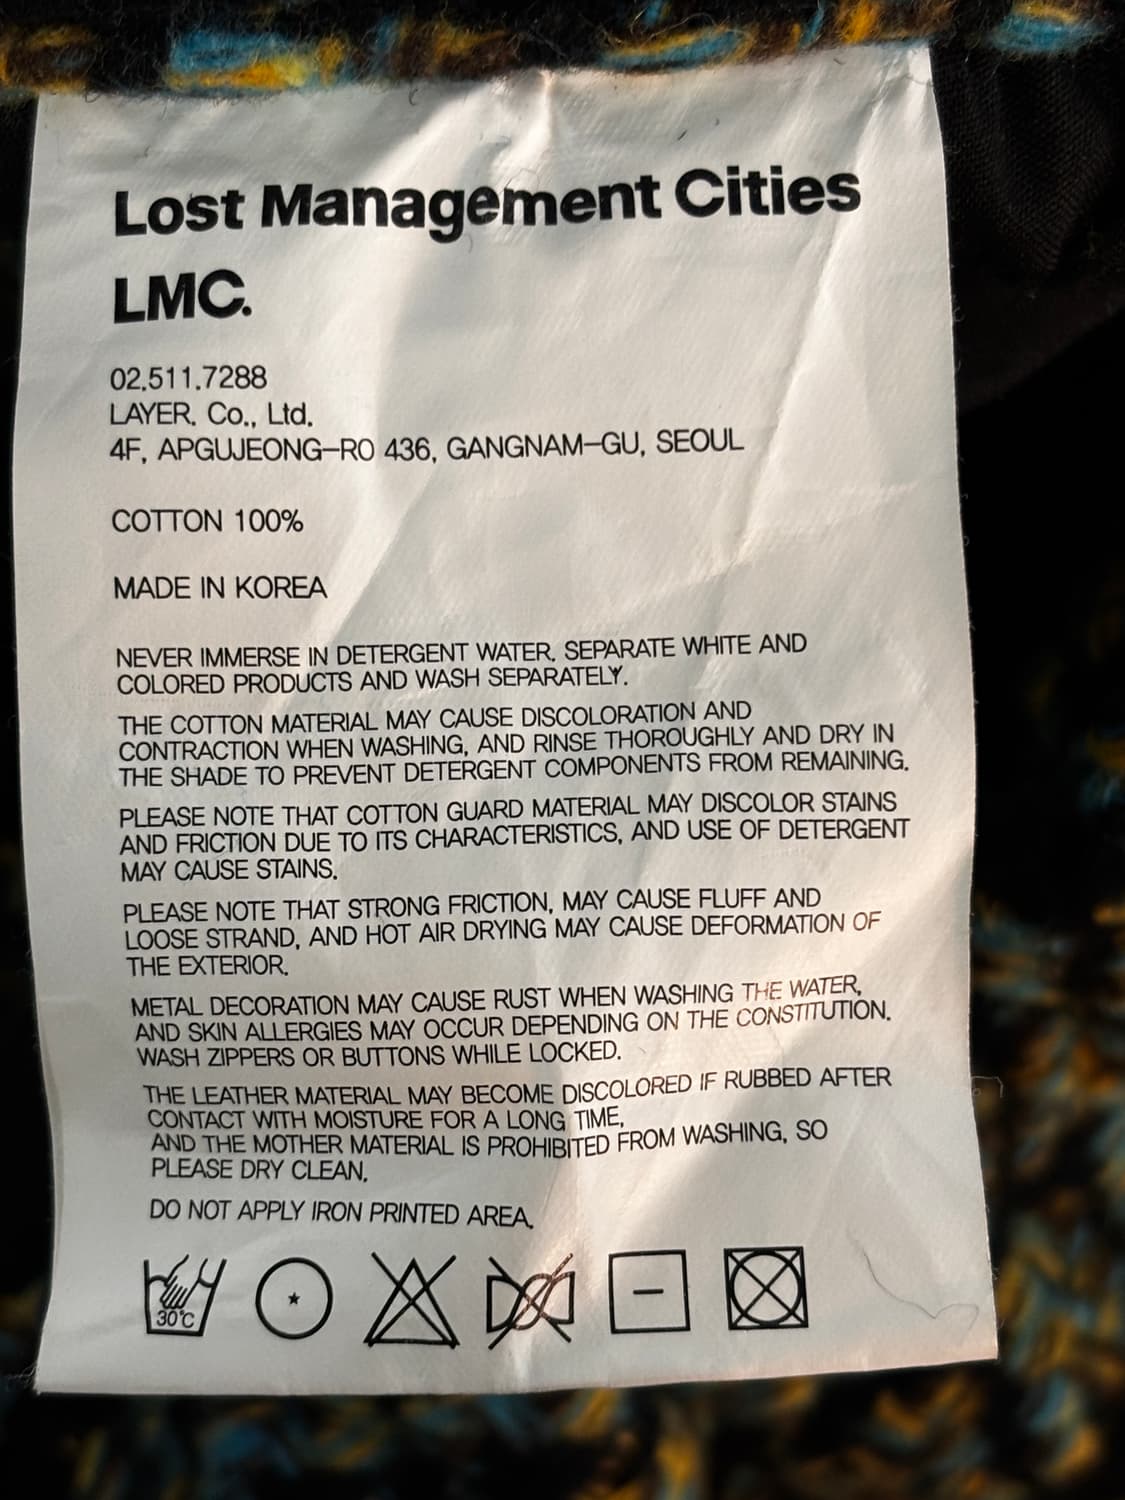 Lost Management Cities
LMC.
02.511.7288
LAYER. Co., Ltd.
4F, APGUJEONG-RO 436, GANGNAM-GU, SEOUL
COTTON 100%
MADE IN KOREA
NEVER IMMERSE IN DETERGENT WATER. SEPARATE WHITE AND
COLORED PRODUCTS AND WASH SEPARATELY.
THE COTTON MATERIAL MAY CAUSE DISCOLORATION AND
CONTRACTION WHEN WASHING, AND RINSE THOROUGHLY AND DRY IN
THE SHADE TO PREVENT DETERGENT COMPONENTS FROM REMAINING.
PLEASE NOTE THAT COTTON GUARD MATERIAL MAY DISCOLOR STAINS
AND FRICTION DUE TO ITS CHARACTERISTICS, AND USE OF DETERGENT
MAY CAUSE STAINS.
PLEASE NOTE THAT STRONG FRICTION, MAY CAUSE FLUFF AND
LOOSE STRAND, AND HOT AIR DRYING MAY CAUSE DEFORMATION OF
THE EXTERIOR.
METAL DECORATION MAY CAUSE RUST WHEN WASHING THE WATER,
AND SKIN ALLERGIES MAY OCCUR DEPENDING ON THE CONSTITUTION.
WASH ZIPPERS OR BUTTONS WHILE LOCKED.
THE LEATHER MATERIAL MAY BECOME DISCOLORED IF RUBBED AFTER
CONTACT WITH MOISTURE FOR A LONG TIME,
AND THE MOTHER MATERIAL IS PROHIBITED FROM WASHING, SO
PLEASE DRY CLEAN.
DO NOT APPLY IRON PRINTED AREA.
30℃